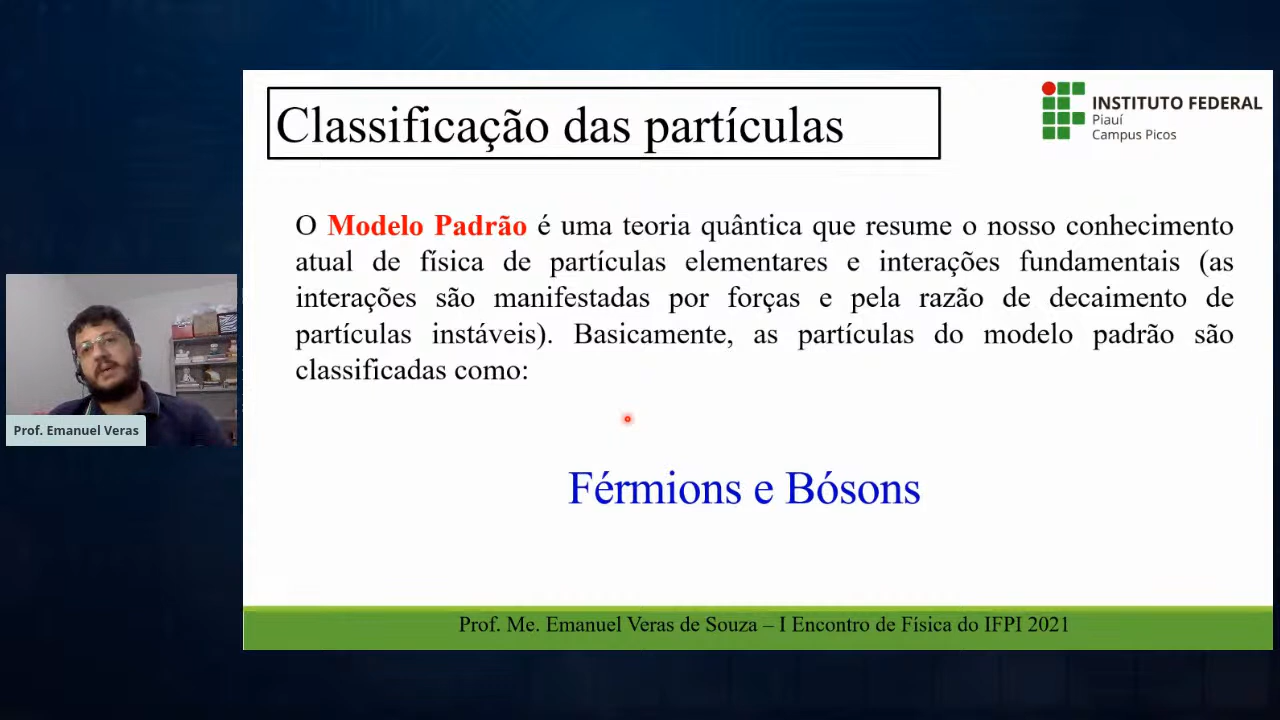 Classificação das partículas
INSTITUTO FEDERAL
Piauí
Campus Picos
O Modelo Padrão é uma teoria quântica que resume o nosso conhecimento
atual de física de partículas elementares e interações fundamentais (as
interações são manifestadas por forças e pela razão de decaimento de
partículas instáveis). Basicamente, as partículas do modelo padrão são
classificadas como:
Prof. Emanuel Veras
Férmions e Bósons
Prof. Me. Emanuel Veras de Souza – I Encontro de Física do IFPI 2021